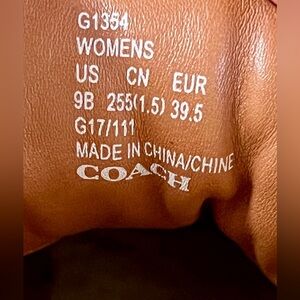 G1354
WOMENS
US CN EUR
9B 255(1.5) 39.5
G17/111
MADE IN CHINA/CHINE
COACH